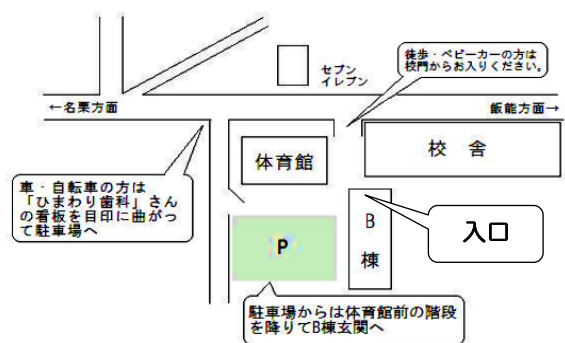 セブン
イレブン
徒歩・ベビーカーの方は
校門からお入りください。
←名栗方面
飯能方面→
体育館
校　舎
車・自転車の方は
「ひまわり歯科」さん
の看板を目印に曲がっ
て駐車場へ
P
B
棟
入口
駐車場からは体育館前の階段
を降りてB棟玄関へ